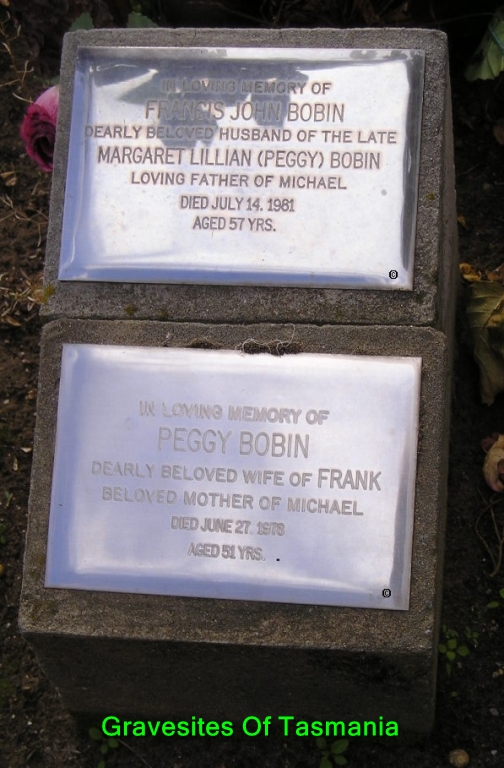 IN LOVING MEMORY OF
FRANCIS JOHN BOBIN
DEARLY BELOVED HUSBAND OF THE LATE
MARGARET LILLIAN (PEGGY) BOBIN
LOVING FATHER OF MICHAEL
DIED JULY 14. 1981
AGED 57 YRS.
IN LOVING MEMORY OF
PEGGY BOBIN
DEARLY BELOVED WIFE OF FRANK
BELOVED MOTHER OF MICHAEL
DIED JUNE 27. 1978
AGED 51 YRS.
Gravesites Of Tasmania